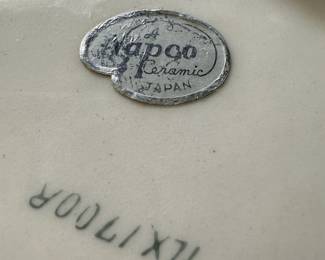 A
Napco
Ceramic
JAPAN
X1700R